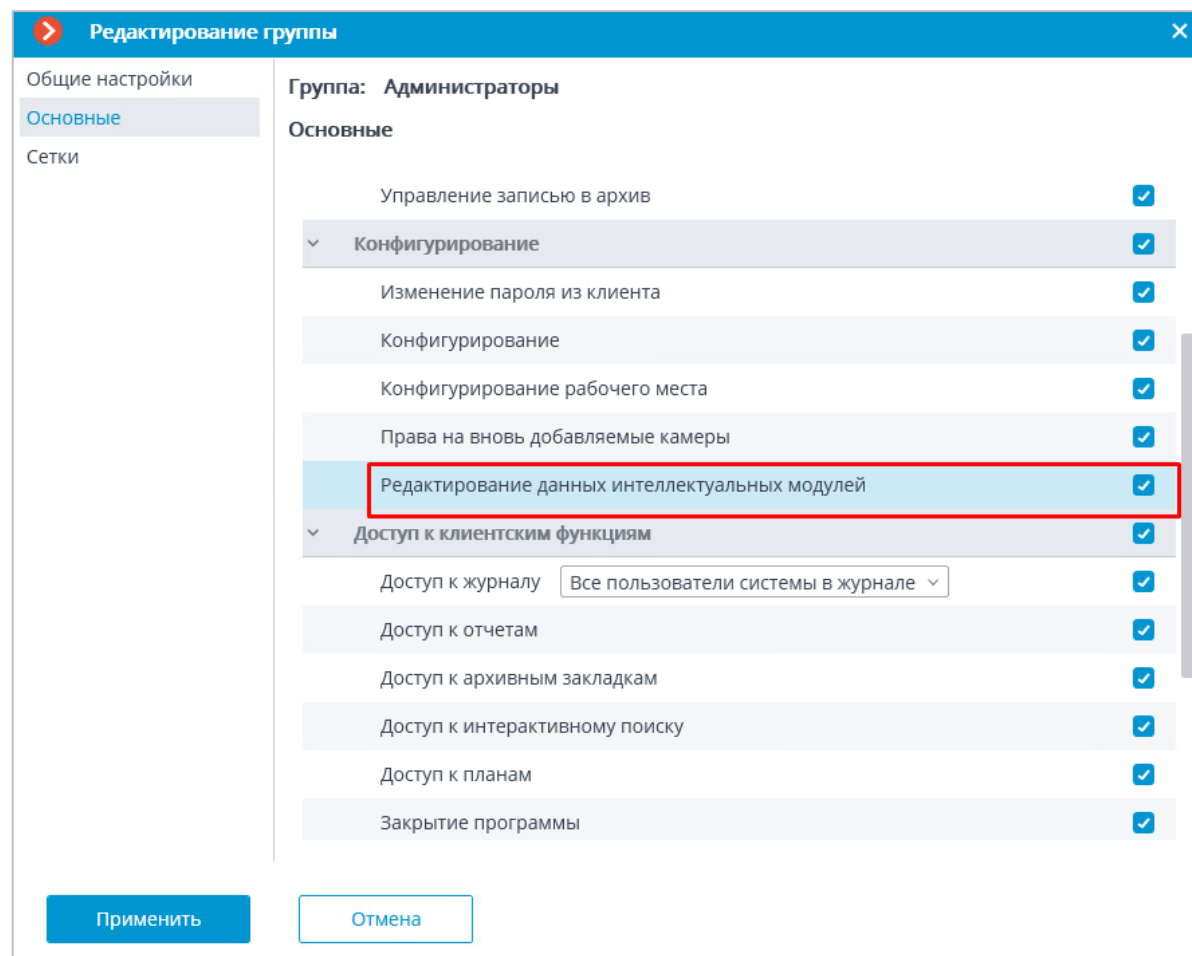 Редактирование группы
Общие настройки
Основные
Сетки
Группа: Администраторы
Основные
Управление записью в архив
Конфигурирование
Изменение пароля из клиента
Конфигурирование
Конфигурирование рабочего места
Права на вновь добавляемые камеры
Редактирование данных интеллектуальных модулей
Доступ к клиентским функциям
Доступ к журналу Все пользователи системы в журнале
Доступ к отчетам
Доступ к архивным закладкам
Доступ к интерактивному поиску
Доступ к планам
Закрытие программы
Применить Отмена